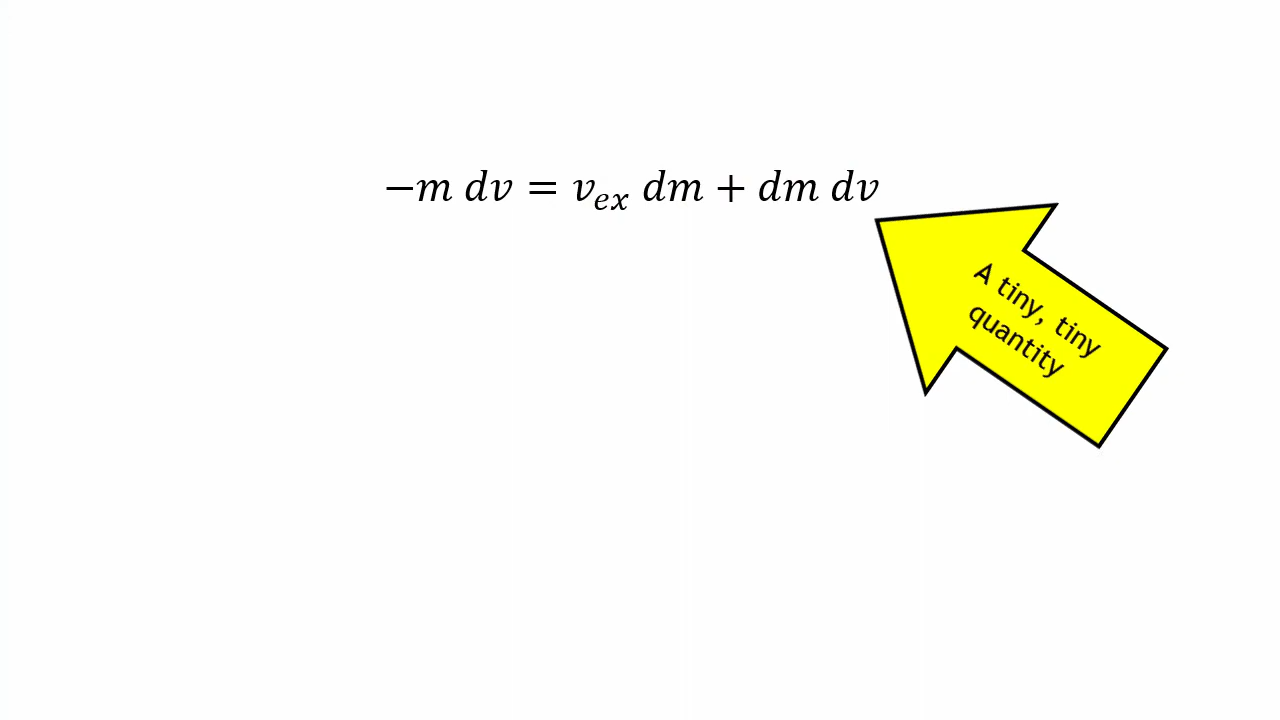 −m dv = v_ex dm + dm dv
A tiny, tiny
quantity